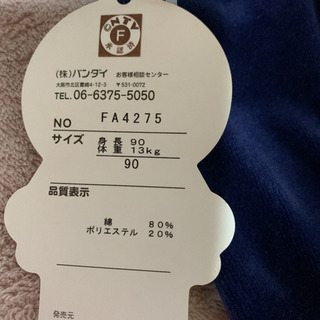 NTV
F
承認済
(株)バンダイ お客様相談センター
大阪市北区豊崎4-12-3 〒531-0072
TEL.06-6375-5050
NO FA4275
サイズ 身長 90
体重 13kg
90
品質表示
綿 80%
ポリエステル 20%
発売元